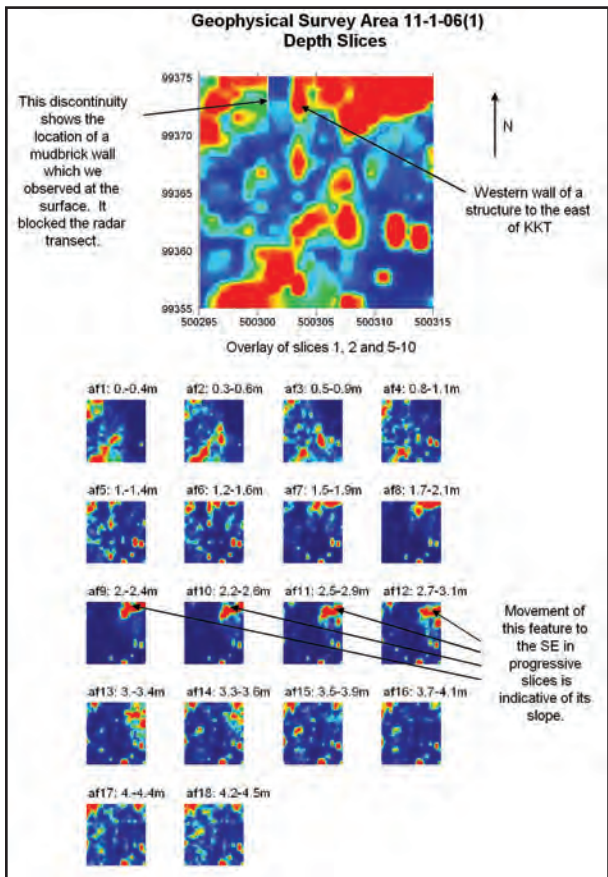 Geophysical Survey Area 11-1-06(1)
Depth Slices
This discontinuity
shows the
location of a
mudbrick wall
which we
observed at the
surface. It
blocked the radar
transect.
99375
99370
99365
99360
99355
500295 500300 500305 500310 500315
N
Western wall of a
structure to the east
of KKT
Overlay of slices 1, 2 and 5-10
af1: 0.-0.4m af2: 0.3-0.6m af3: 0.5-0.9m af4: 0.8-1.1m
af5: 1.-1.4m af6: 1.2-1.6m af7: 1.5-1.9m af8: 1.7-2.1m
af9: 2.-2.4m af10: 2.2-2.6m af11: 2.5-2.9m af12: 2.7-3.1m
Movement of
this feature to
the SE in
progressive
slices is
indicative of its
slope.
af13: 3.-3.4m af14: 3.3-3.6m af15: 3.5-3.9m af16: 3.7-4.1m
af17: 4.-4.4m af18: 4.2-4.5m